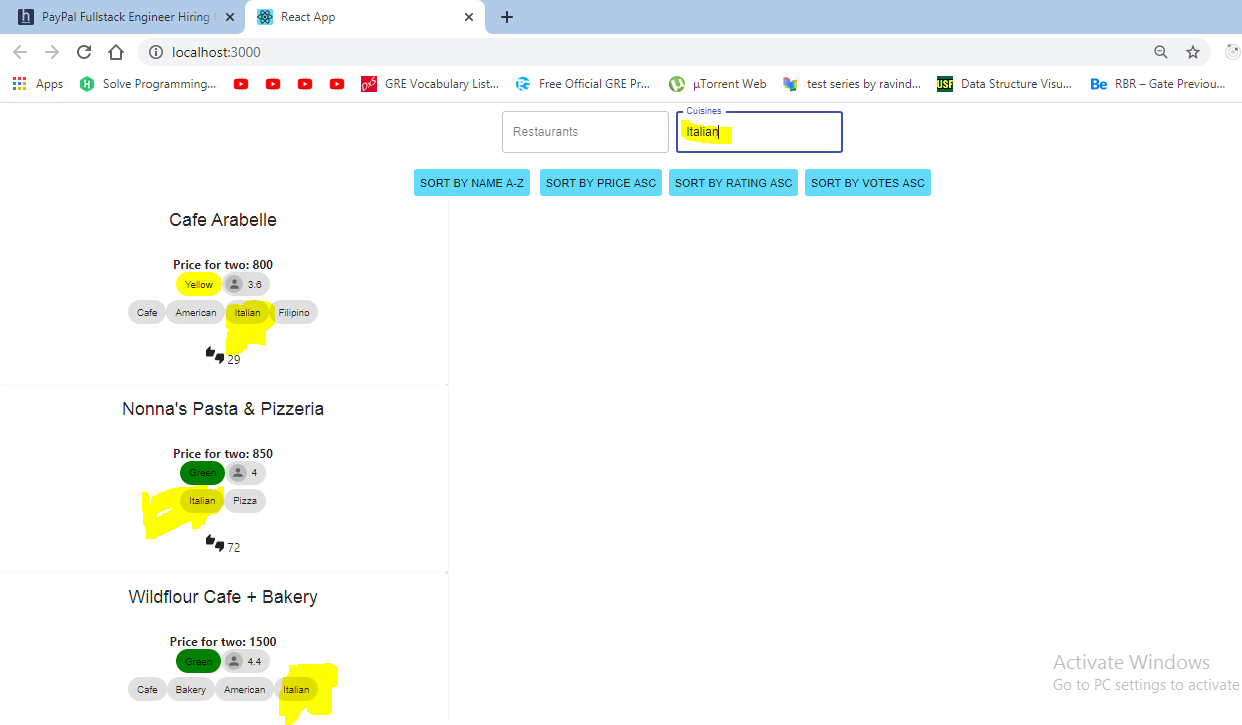 PayPal Fullstack Engineer Hiring
React App
localhost:3000
Apps
Solve Programming...
GRE Vocabulary List...
Free Official GRE Pr...
µTorrent Web
test series by ravind...
USF
Data Structure Visu...
Be
RBR – Gate Previou...
Restaurants
Cuisines
Italian
SORT BY NAME A-Z
SORT BY PRICE ASC
SORT BY RATING ASC
SORT BY VOTES ASC
Cafe Arabelle
Price for two: 800
Yellow 3.6
Cafe American Italian Filipino
29
Nonna's Pasta & Pizzeria
Price for two: 850
Green 4
Italian Pizza
72
Wildflour Cafe + Bakery
Price for two: 1500
Green 4.4
Cafe Bakery American Italian
Activate Windows
Go to PC settings to activate